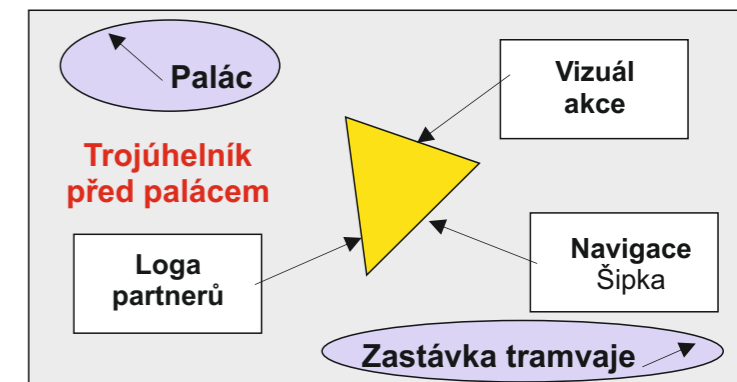 Palác
Vizuál
akce
Trojúhelník
před palácem
Loga
partnerů
Navigace
Šipka
Zastávka tramvaje